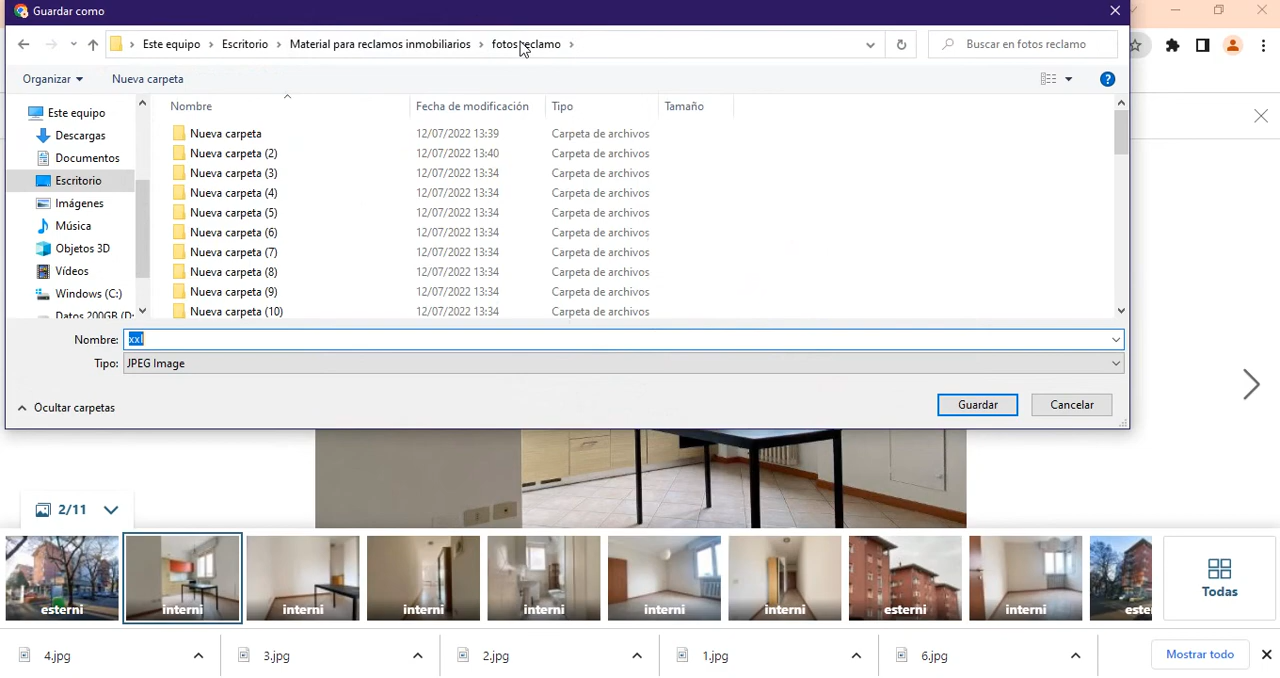 Guardar como
Este equipo > Escritorio > Material para reclamos inmobiliarios > fotos reclamo >
Buscar en fotos reclamo
Organizar
Nueva carpeta
Este equipo
Descargas
Documentos
Escritorio
Imágenes
Música
Objetos 3D
Vídeos
Windows (C:)
Datos 200GB (D:
Nombre Fecha de modificación Tipo Tamaño
Nueva carpeta 12/07/2022 13:39 Carpeta de archivos
Nueva carpeta (2) 12/07/2022 13:40 Carpeta de archivos
Nueva carpeta (3) 12/07/2022 13:34 Carpeta de archivos
Nueva carpeta (4) 12/07/2022 13:34 Carpeta de archivos
Nueva carpeta (5) 12/07/2022 13:34 Carpeta de archivos
Nueva carpeta (6) 12/07/2022 13:34 Carpeta de archivos
Nueva carpeta (7) 12/07/2022 13:34 Carpeta de archivos
Nueva carpeta (8) 12/07/2022 13:34 Carpeta de archivos
Nueva carpeta (9) 12/07/2022 13:34 Carpeta de archivos
Nueva carpeta (10) 12/07/2022 13:34 Carpeta de archivos
Nombre: xxl
Tipo: JPEG Image
Ocultar carpetas
Guardar
Cancelar
2/11
esterni
interni
interni
interni
interni
interni
interni
esterni
interni
este
Todas
4.jpg
3.jpg
2.jpg
1.jpg
6.jpg
Mostrar todo